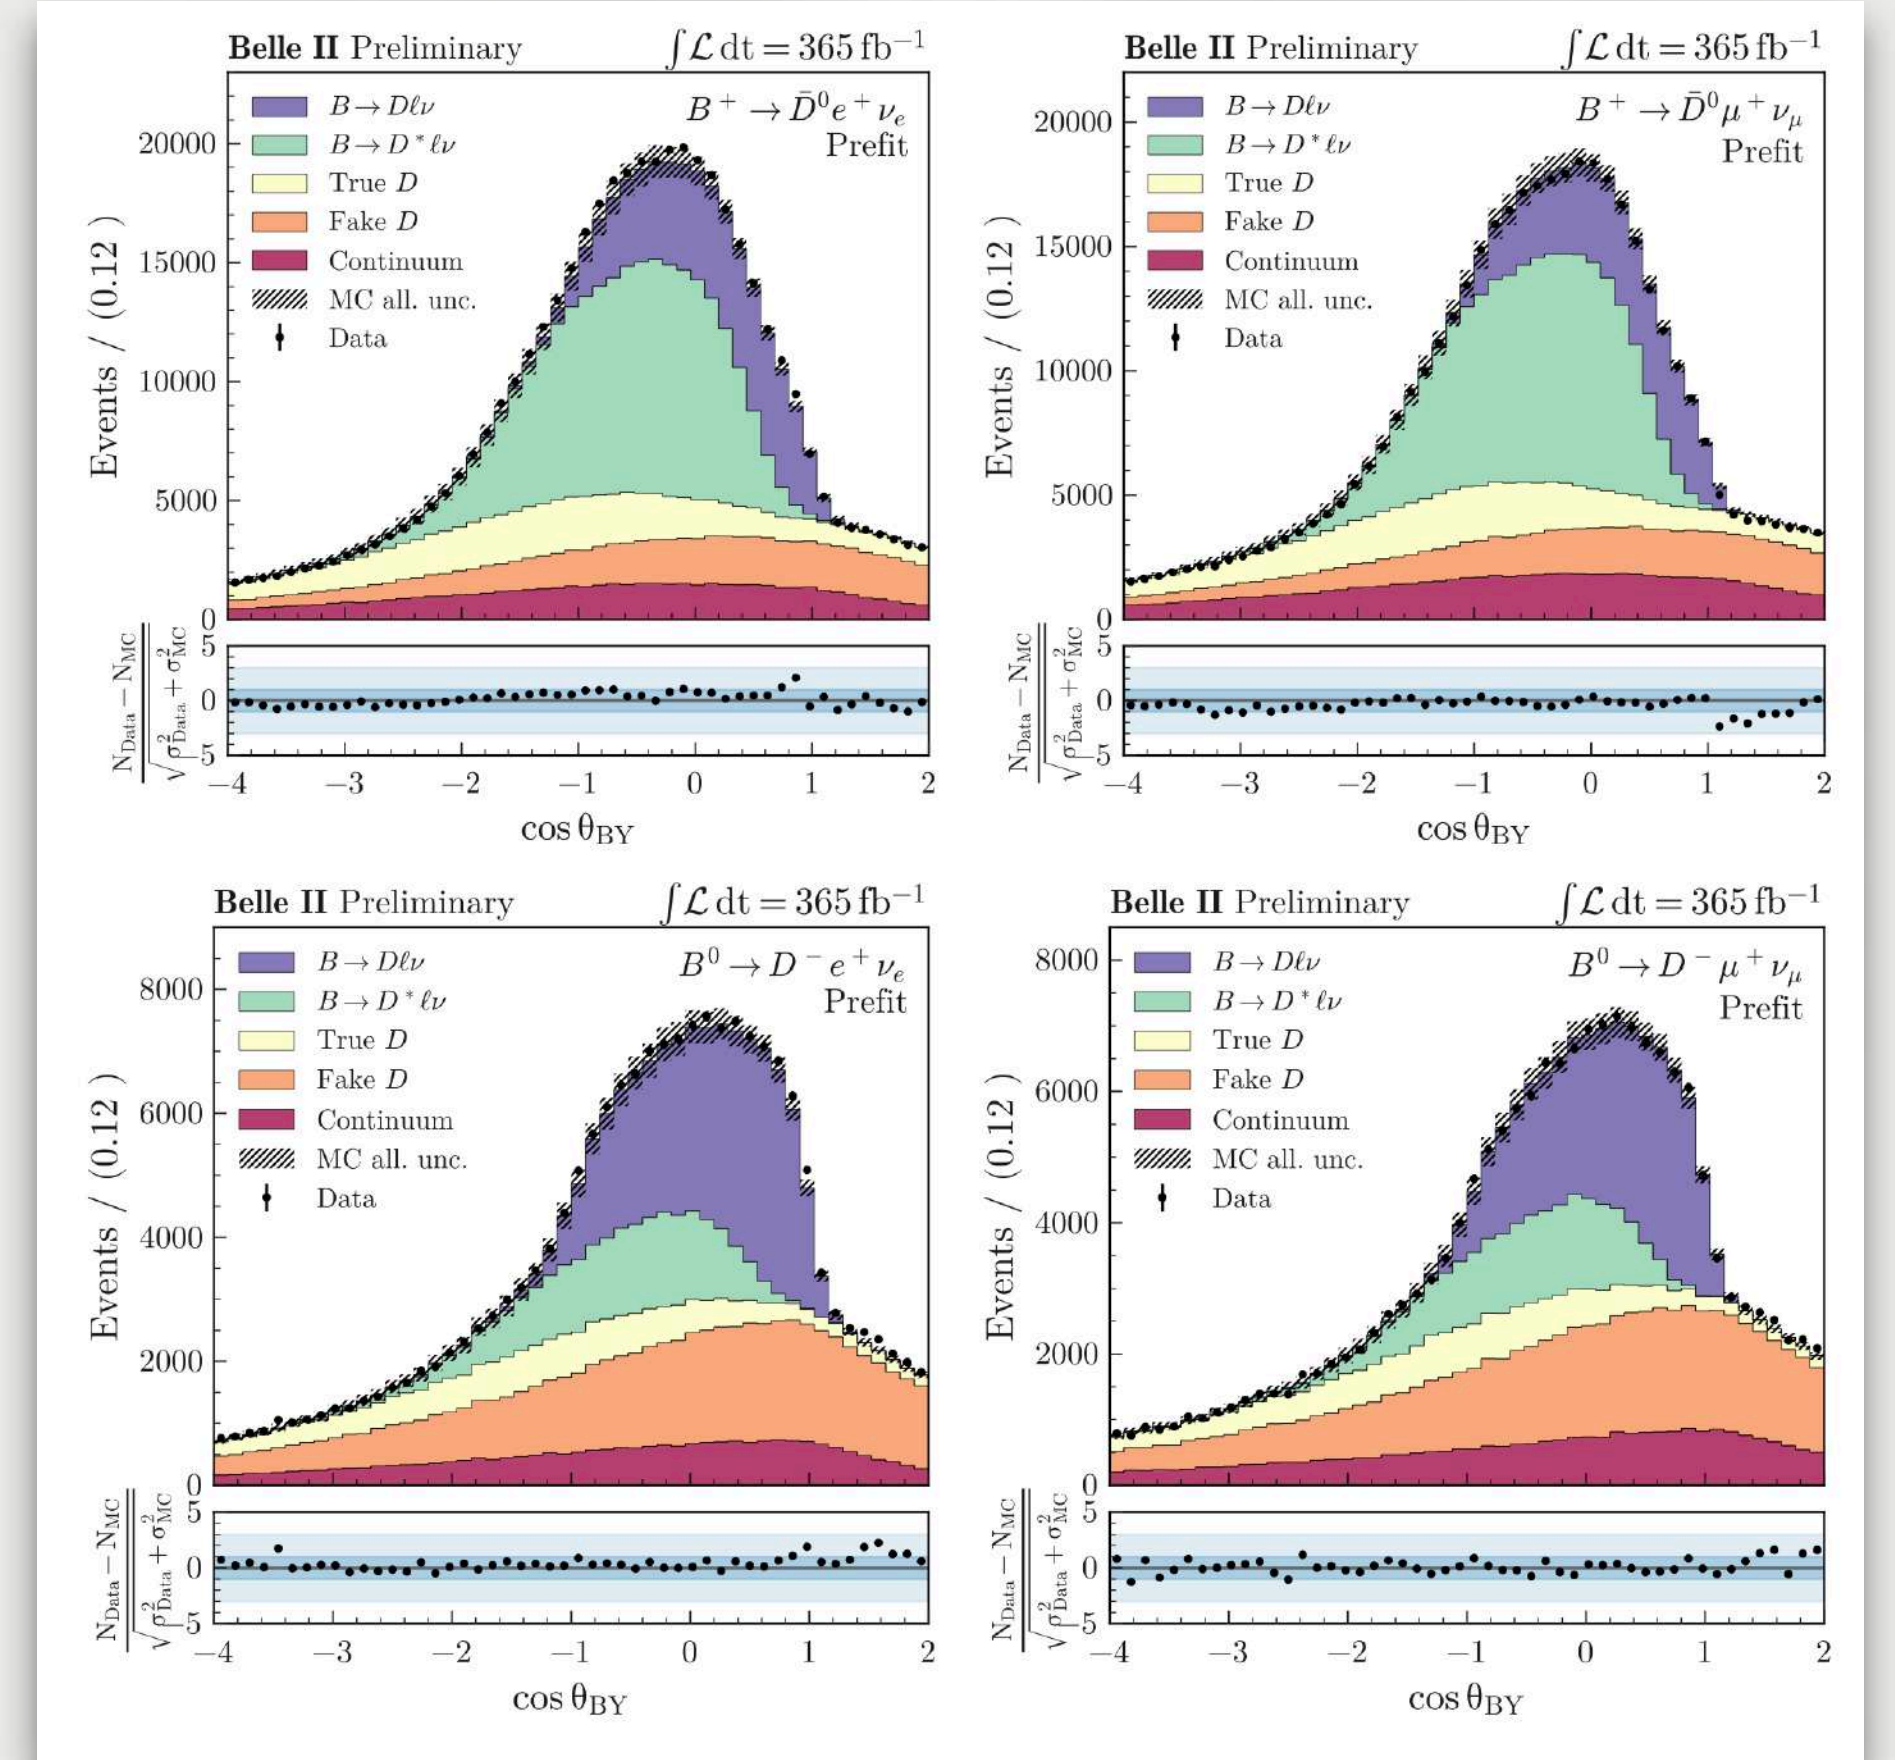 Belle II Preliminary ∫ℒ dt = 365 fb⁻¹
B⁺ → D̄⁰ e⁺ νₑ
Prefit
B → Dℓν
B → D*ℓν
True D
Fake D
Continuum
MC all. unc.
Data
Events / (0.12 )
20000
15000
10000
5000
0
N_Data − N_MC
√σ²_Data + σ²_MC
5
0
−5
−4 −3 −2 −1 0 1 2
cos θ_BY
Belle II Preliminary ∫ℒ dt = 365 fb⁻¹
B⁺ → D̄⁰ μ⁺ ν_μ
Prefit
B → Dℓν
B → D*ℓν
True D
Fake D
Continuum
MC all. unc.
Data
Events / (0.12 )
20000
15000
10000
5000
0
N_Data − N_MC
√σ²_Data + σ²_MC
5
0
−5
−4 −3 −2 −1 0 1 2
cos θ_BY
Belle II Preliminary ∫ℒ dt = 365 fb⁻¹
B⁰ → D⁻ e⁺ νₑ
Prefit
B → Dℓν
B → D*ℓν
True D
Fake D
Continuum
MC all. unc.
Data
Events / (0.12 )
8000
6000
4000
2000
0
N_Data − N_MC
√σ²_Data + σ²_MC
5
0
−5
−4 −3 −2 −1 0 1 2
cos θ_BY
Belle II Preliminary ∫ℒ dt = 365 fb⁻¹
B⁰ → D⁻ μ⁺ ν_μ
Prefit
B → Dℓν
B → D*ℓν
True D
Fake D
Continuum
MC all. unc.
Data
Events / (0.12 )
8000
6000
4000
2000
0
N_Data − N_MC
√σ²_Data + σ²_MC
5
0
−5
−4 −3 −2 −1 0 1 2
cos θ_BY